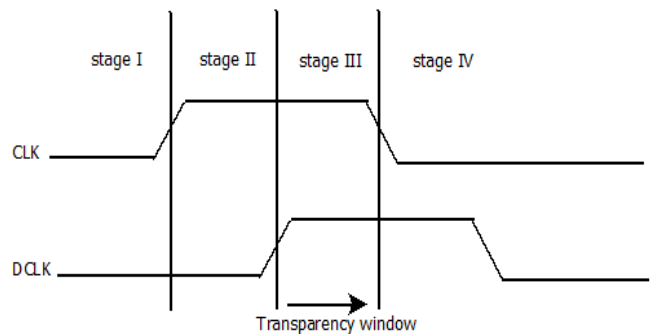 stage I stage II stage III stage IV
CLK
DCLK
Transparency window